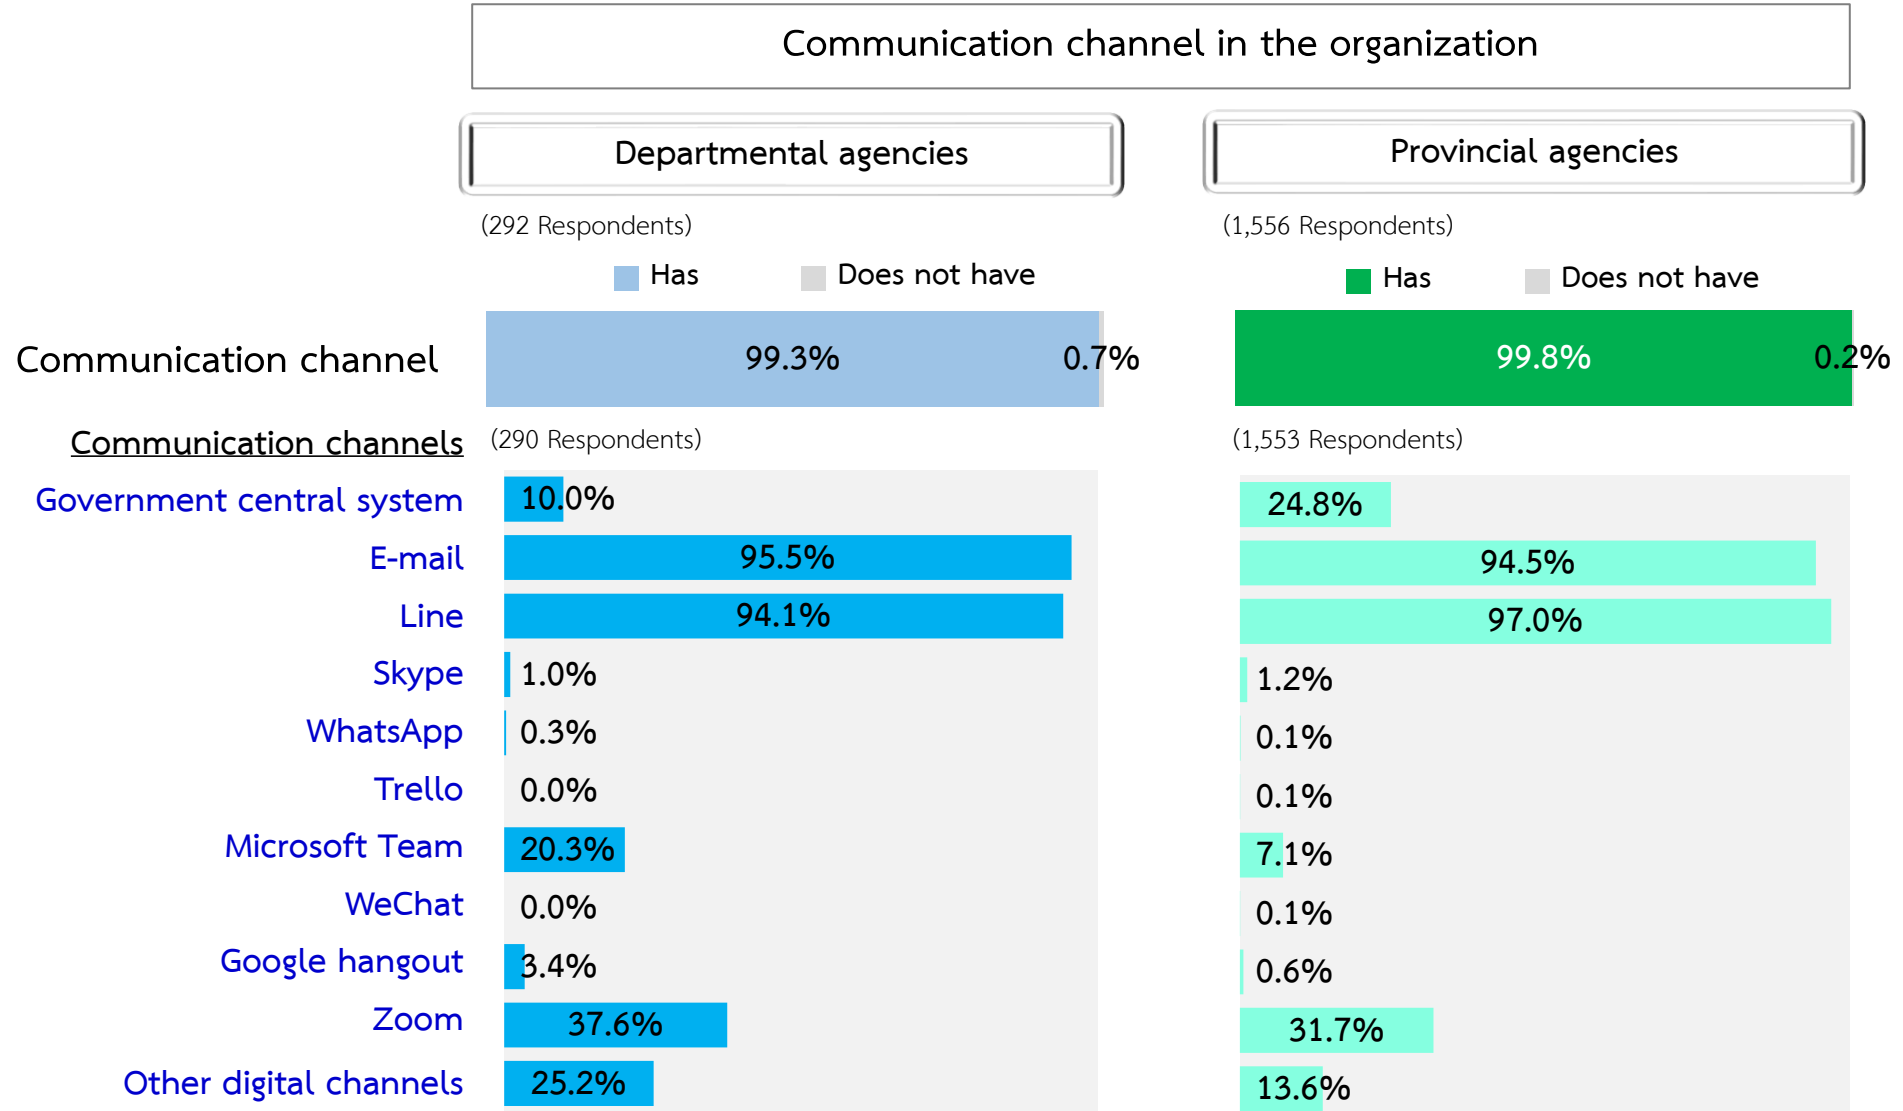 Communication channel in the organization
Departmental agencies
Provincial agencies
(292 Respondents)
(1,556 Respondents)
Has
Does not have
Has
Does not have
Communication channel
99.3%
0.7%
99.8%
0.2%
Communication channels
(290 Respondents)
(1,553 Respondents)
Government central system
10.0%
24.8%
E-mail
95.5%
94.5%
Line
94.1%
97.0%
Skype
1.0%
1.2%
WhatsApp
0.3%
0.1%
Trello
0.0%
0.1%
Microsoft Team
20.3%
7.1%
WeChat
0.0%
0.1%
Google hangout
3.4%
0.6%
Zoom
37.6%
31.7%
Other digital channels
25.2%
13.6%